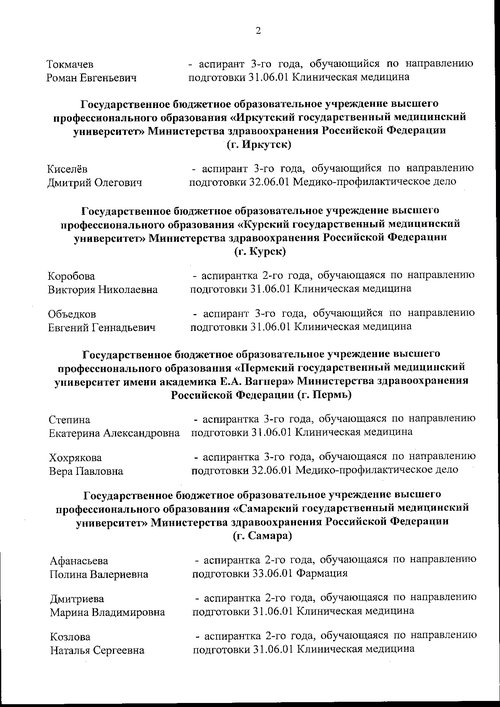 2
Токмачев - аспирант 3-го года, обучающийся по направлению
Роман Евгеньевич подготовки 31.06.01 Клиническая медицина
Государственное бюджетное образовательное учреждение высшего
профессионального образования «Иркутский государственный медицинский
университет» Министерства здравоохранения Российской Федерации
(г. Иркутск)
Киселёв - аспирант 3-го года, обучающийся по направлению
Дмитрий Олегович подготовки 32.06.01 Медико-профилактическое дело
Государственное бюджетное образовательное учреждение высшего
профессионального образования «Курский государственный медицинский
университет» Министерства здравоохранения Российской Федерации
(г. Курск)
Коробова - аспирантка 2-го года, обучающаяся по направлению
Виктория Николаевна подготовки 31.06.01 Клиническая медицина
Объедков - аспирант 3-го года, обучающийся по направлению
Евгений Геннадьевич подготовки 31.06.01 Клиническая медицина
Государственное бюджетное образовательное учреждение высшего
профессионального образования «Пермский государственный медицинский
университет имени академика Е.А. Вагнера» Министерства здравоохранения
Российской Федерации (г. Пермь)
Степина - аспирантка 3-го года, обучающаяся по направлению
Екатерина Александровна подготовки 31.06.01 Клиническая медицина
Хохрякова - аспирантка 3-го года, обучающаяся по направлению
Вера Павловна подготовки 32.06.01 Медико-профилактическое дело
Государственное бюджетное образовательное учреждение высшего
профессионального образования «Самарский государственный медицинский
университет» Министерства здравоохранения Российской Федерации
(г. Самара)
Афанасьева - аспирантка 2-го года, обучающаяся по направлению
Полина Валериевна подготовки 33.06.01 Фармация
Дмитриева - аспирантка 2-го года, обучающаяся по направлению
Марина Владимировна подготовки 31.06.01 Клиническая медицина
Козлова - аспирантка 2-го года, обучающаяся по направлению
Наталья Сергеевна подготовки 31.06.01 Клиническая медицина